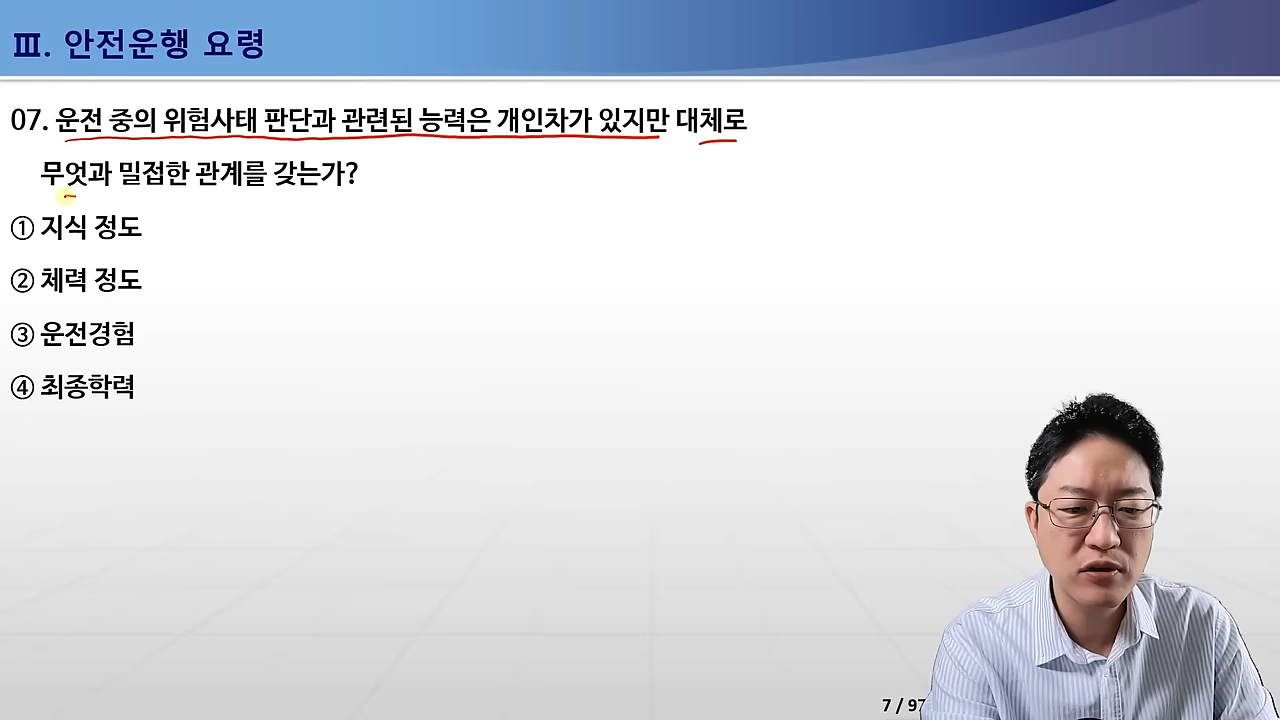 Ⅲ. 안전운행 요령
07. 운전 중의 위험사태 판단과 관련된 능력은 개인차가 있지만 대체로
무엇과 밀접한 관계를 갖는가?
① 지식 정도
② 체력 정도
③ 운전경험
④ 최종학력
7 / 97